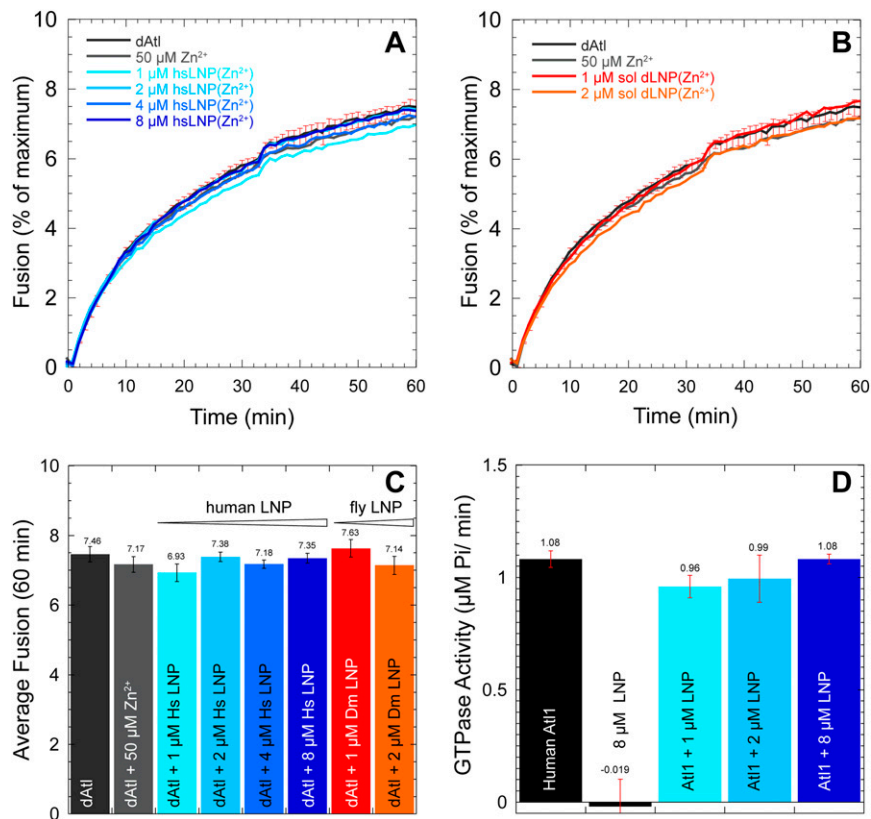 A
dAtl
50 µM Zn²⁺
1 µM hsLNP(Zn²⁺)
2 µM hsLNP(Zn²⁺)
4 µM hsLNP(Zn²⁺)
8 µM hsLNP(Zn²⁺)
Fusion (% of maximum)
10
8
6
4
2
0
0 10 20 30 40 50 60
Time (min)
B
dAtl
50 µM Zn²⁺
1 µM sol dLNP(Zn²⁺)
2 µM sol dLNP(Zn²⁺)
Fusion (% of maximum)
10
8
6
4
2
0
0 10 20 30 40 50 60
Time (min)
C
human LNP
fly LNP
Average Fusion (60 min)
10
8
6
4
2
0
7.46
7.17
6.93
7.38
7.18
7.35
7.63
7.14
dAtl
dAtl + 50 µM Zn²⁺
dAtl + 1 µM Hs LNP
dAtl + 2 µM Hs LNP
dAtl + 4 µM Hs LNP
dAtl + 8 µM Hs LNP
dAtl + 1 µM Dm LNP
dAtl + 2 µM Dm LNP
D
GTPase Activity (µM Pi/ min)
1.5
1
0.5
0
1.08
-0.019
0.96
0.99
1.08
Human Atl1
8 µM LNP
Atl1 + 1 µM LNP
Atl1 + 2 µM LNP
Atl1 + 8 µM LNP